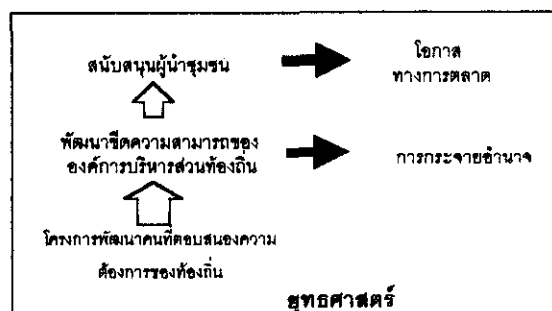 สนับสนุนผู้นำชุมชน
โอกาส
ทางการตลาด
พัฒนาขีดความสามารถของ
องค์การบริหารส่วนท้องถิ่น
การกระจายอำนาจ
โครงการพัฒนาคนที่ตอบสนองความ
ต้องการของท้องถิ่น
ยุทธศาสตร์